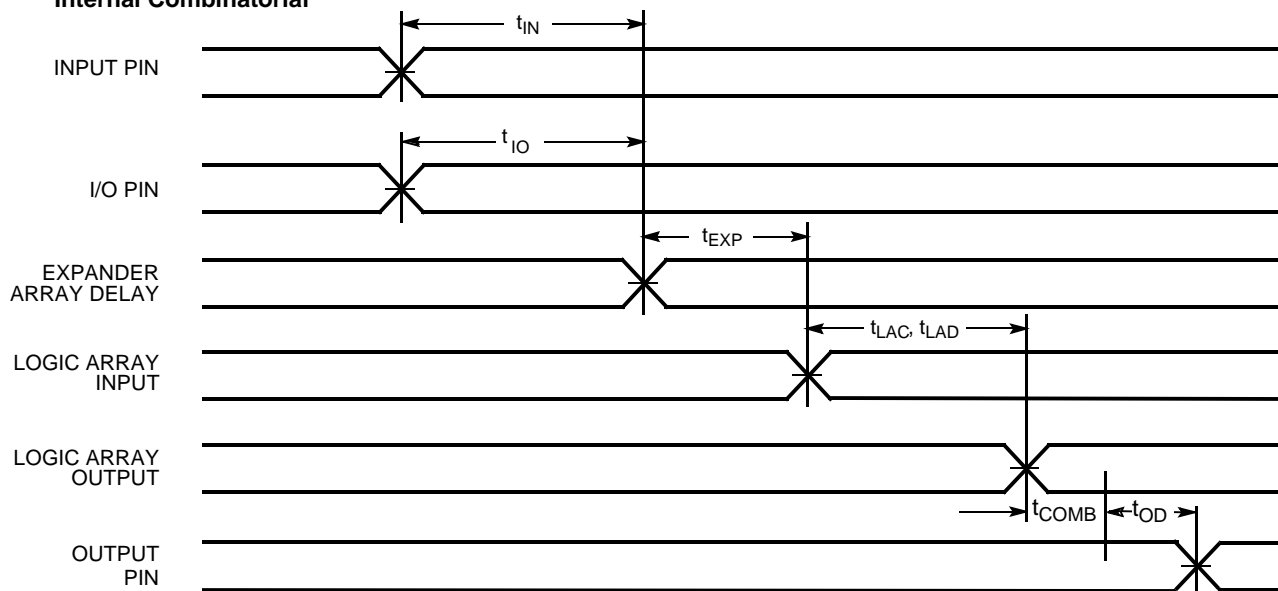 Internal Combinatorial
tIN
INPUT PIN
tIO
I/O PIN
tEXP
EXPANDER
ARRAY DELAY
tLAC, tLAD
LOGIC ARRAY
INPUT
LOGIC ARRAY
OUTPUT
tCOMB
tOD
OUTPUT
PIN